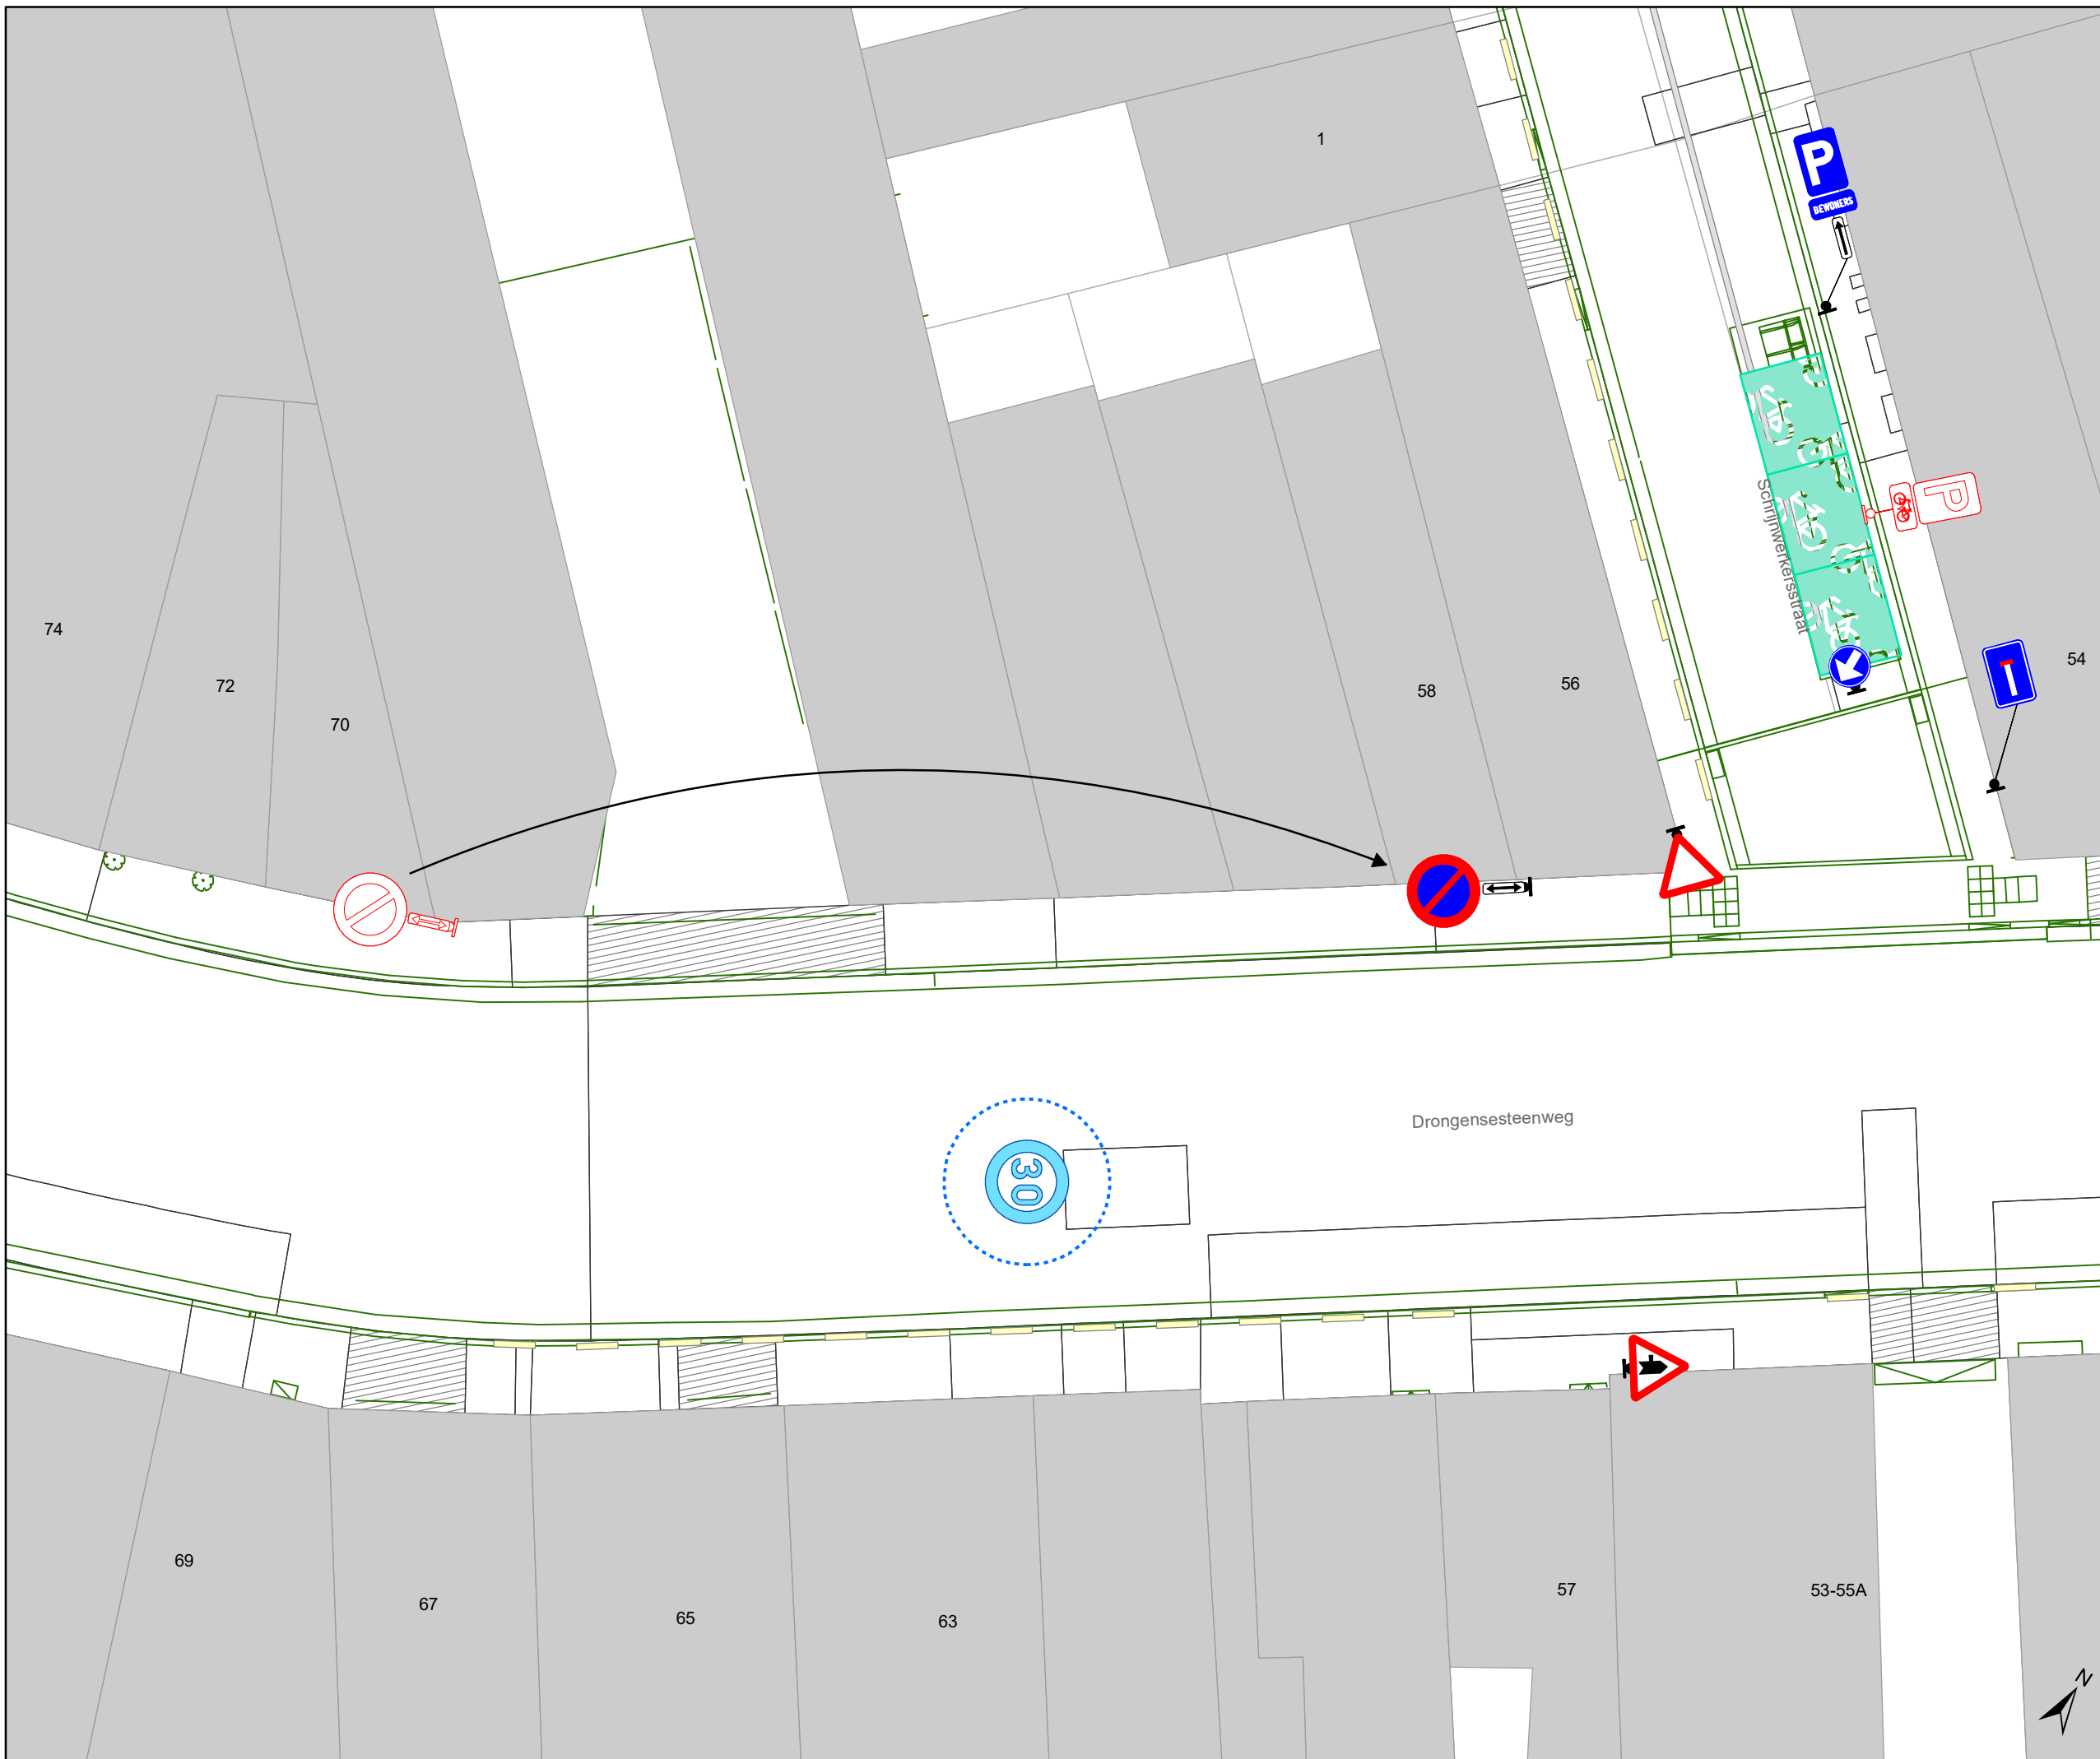 1
P
BEWONERS
P
Schrijnwerkersstraat
74
72
70
58
56
54
Drongensesteenweg
30
69
67
65
63
57
53-55A
N